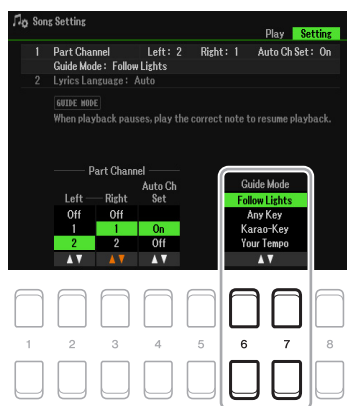 Song Setting
Play Setting
1 Part Channel Left: 2 Right: 1 Auto Ch Set: On
Guide Mode: Follow Lights
2 Lyrics Language: Auto
GUIDE MODE
When playback pauses, play the correct note to resume playback.
Part Channel
Left Right Auto Ch Set
Guide Mode
Off Off Follow Lights
1 1 On Any Key
2 2 Off Karao-Key
Your Tempo
▲▼ ▲▼ ▲▼ ▲▼
1 2 3 4 5 6 7 8